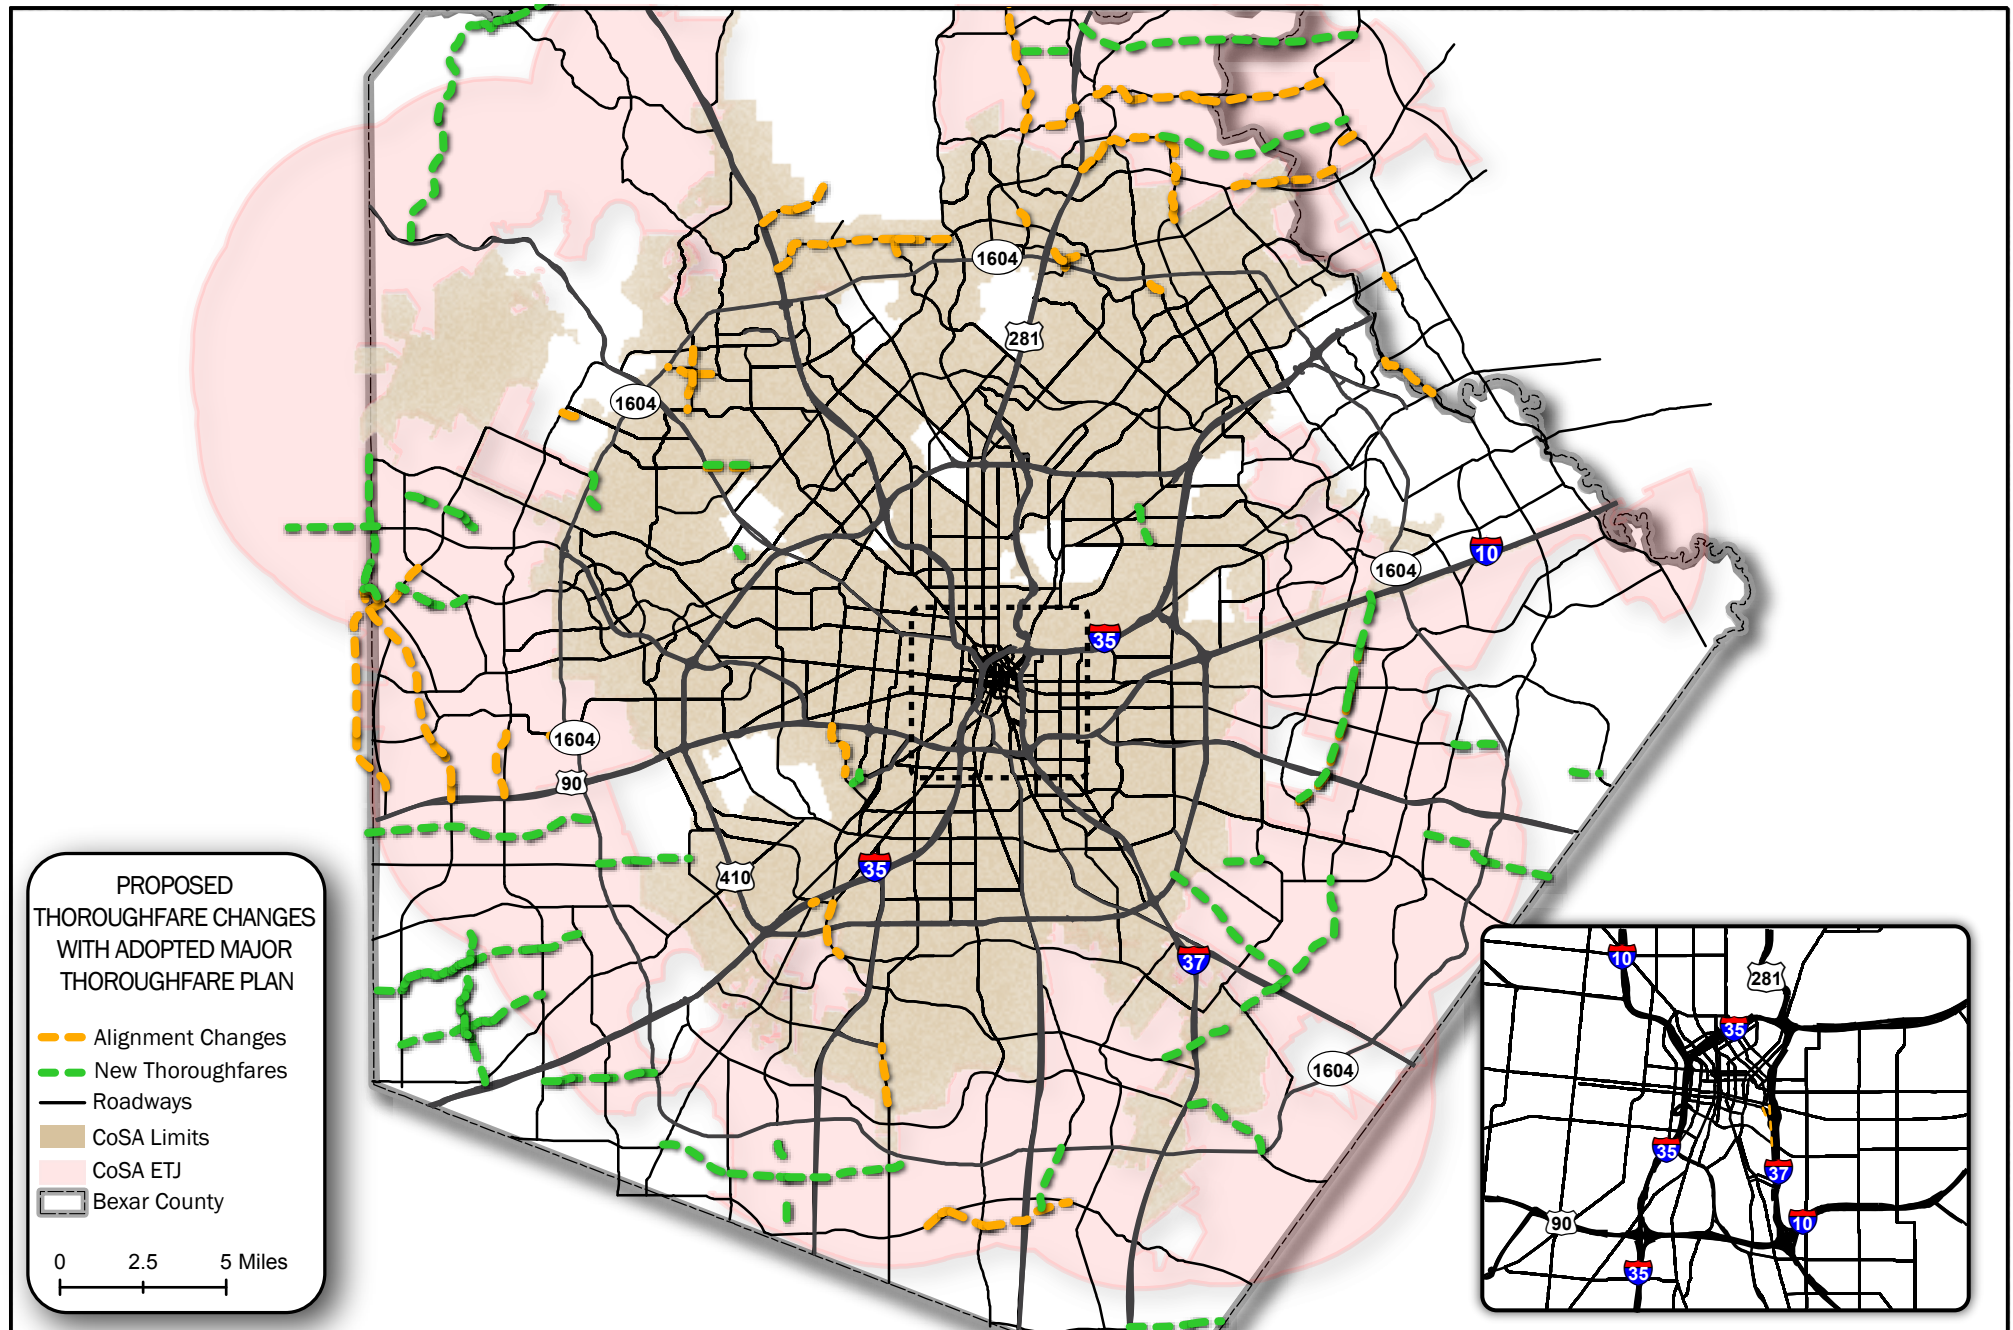 1604
281
1604
10
1604
35
1604
90
410
35
37
1604
PROPOSED
THOROUGHFARE CHANGES
WITH ADOPTED MAJOR
THOROUGHFARE PLAN
Alignment Changes
New Thoroughfares
Roadways
CoSA Limits
CoSA ETJ
Bexar County
0 2.5 5 Miles
10
281
35
35
37
90
10
35